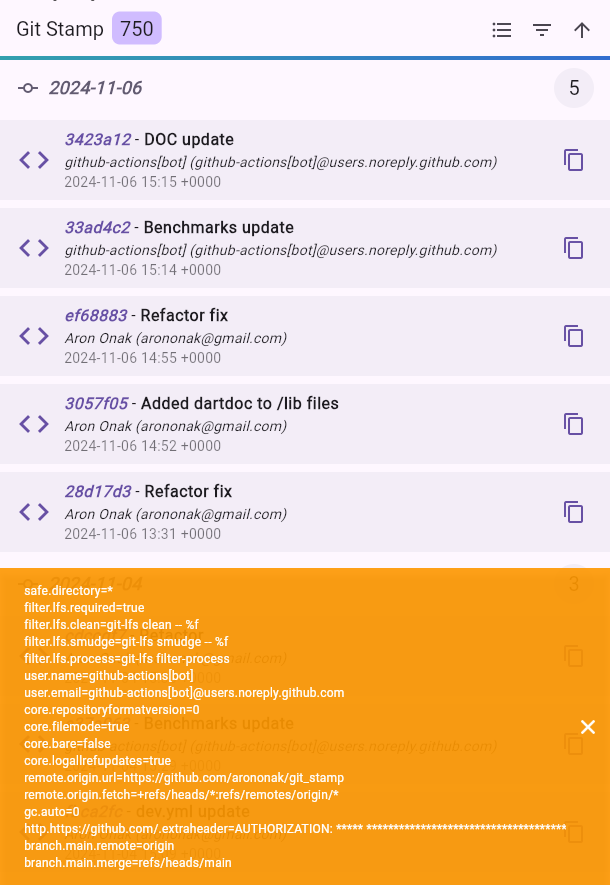 Git Stamp 750
2024-11-06 5
3423a12 - DOC update
github-actions[bot] (github-actions[bot]@users.noreply.github.com)
2024-11-06 15:15 +0000
33ad4c2 - Benchmarks update
github-actions[bot] (github-actions[bot]@users.noreply.github.com)
2024-11-06 15:14 +0000
ef68883 - Refactor fix
Aron Onak (arononak@gmail.com)
2024-11-06 14:55 +0000
3057f05 - Added dartdoc to /lib files
Aron Onak (arononak@gmail.com)
2024-11-06 14:52 +0000
28d17d3 - Refactor fix
Aron Onak (arononak@gmail.com)
2024-11-06 13:31 +0000
2024-11-04 3
safe.directory=*
filter.lfs.required=true
filter.lfs.clean=git-lfs clean -- %f
filter.lfs.smudge=git-lfs smudge -- %f
filter.lfs.process=git-lfs filter-process
user.name=github-actions[bot]
user.email=github-actions[bot]@users.noreply.github.com
core.repositoryformatversion=0
core.filemode=true
Benchmarks update
core.bare=false
core.logallrefupdates=true
remote.origin.url=https://github.com/arononak/git_stamp
remote.origin.fetch=+refs/heads/*:refs/remotes/origin/*
gc.auto=0
dev.yml update
http.https://github.com/.extraheader=AUTHORIZATION: ***** ****************************************
branch.main.remote=origin
branch.main.merge=refs/heads/main